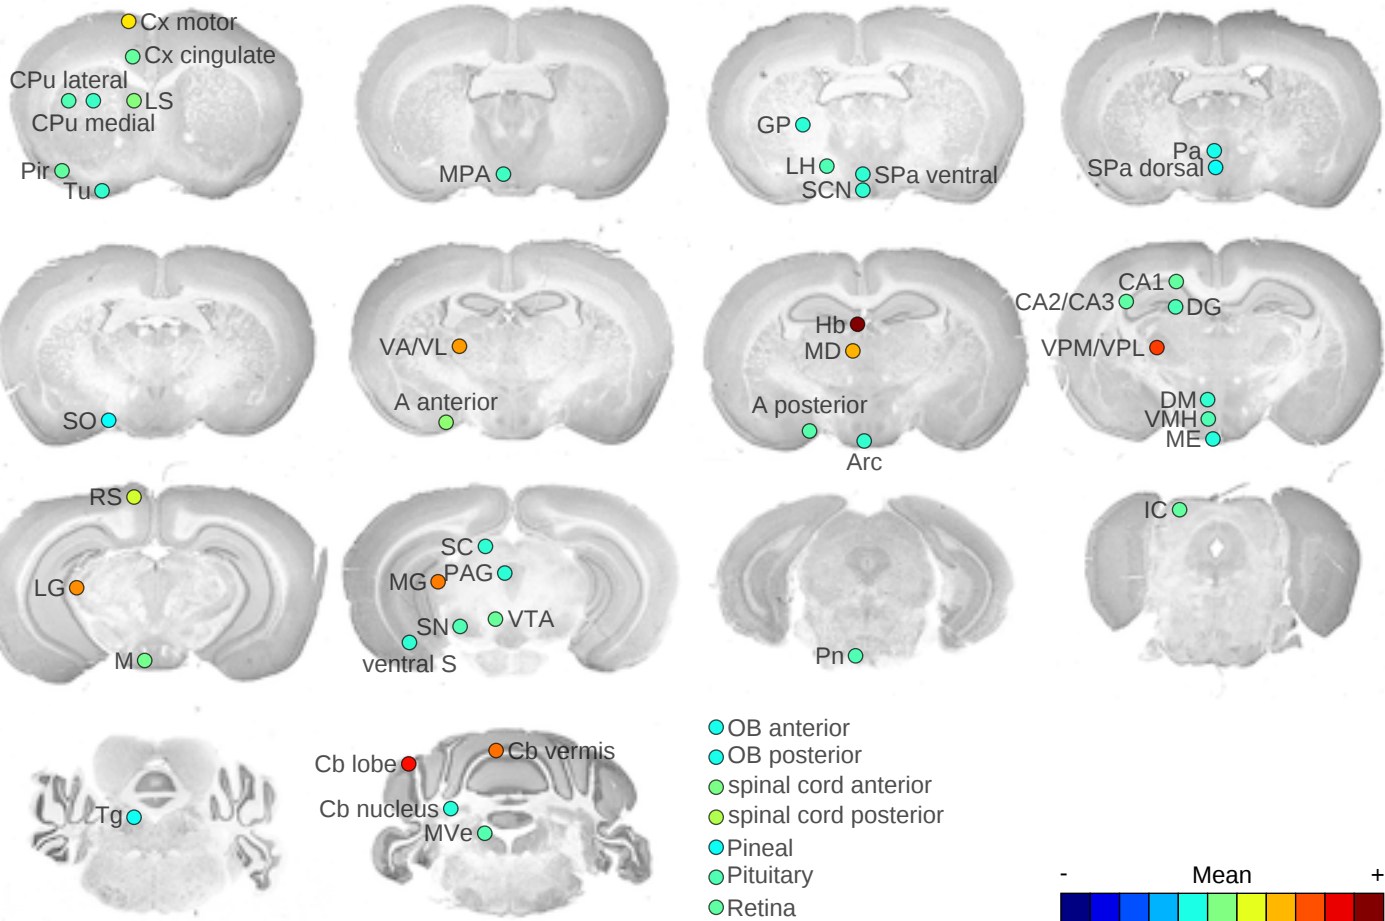 Cx motor
Cx cingulate
CPu lateral
LS
CPu medial
Pir
Tu
MPA
GP
LH
SPa ventral
SCN
Pa
SPa dorsal
SO
VA/VL
A anterior
Hb
MD
A posterior
Arc
CA1
CA2/CA3
DG
VPM/VPL
DM
VMH
ME
RS
LG
M
SC
MG
PAG
SN
VTA
ventral S
Pn
IC
Tg
Cb lobe
Cb vermis
Cb nucleus
MVe
OB anterior
OB posterior
spinal cord anterior
spinal cord posterior
Pineal
Pituitary
Retina
- Mean +